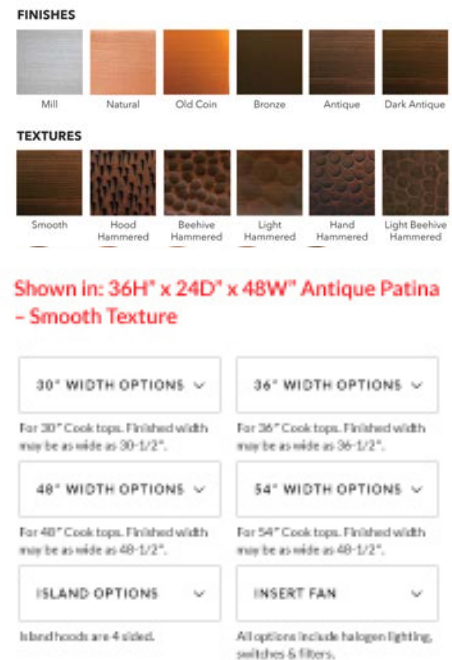 FINISHES
Mill Natural Old Coin Bronze Antique Dark Antique
TEXTURES
Smooth Hood Beehive Light Hand Light Beehive
Hammered Hammered Hammered Hammered Hammered
Shown in: 36H" x 24D" x 48W" Antique Patina
– Smooth Texture
30" WIDTH OPTIONS 36" WIDTH OPTIONS
For 30" Cook tops. Finished width For 36" Cook tops. Finished width
may be as wide as 30-1/2". may be as wide as 36-1/2".
48" WIDTH OPTIONS 54" WIDTH OPTIONS
For 48" Cook tops. Finished width For 54" Cook tops. Finished width
may be as wide as 48-1/2". may be as wide as 48-1/2".
ISLAND OPTIONS INSERT FAN
Island hoods are 4 sided. All options include halogen lighting,
switches & filters.